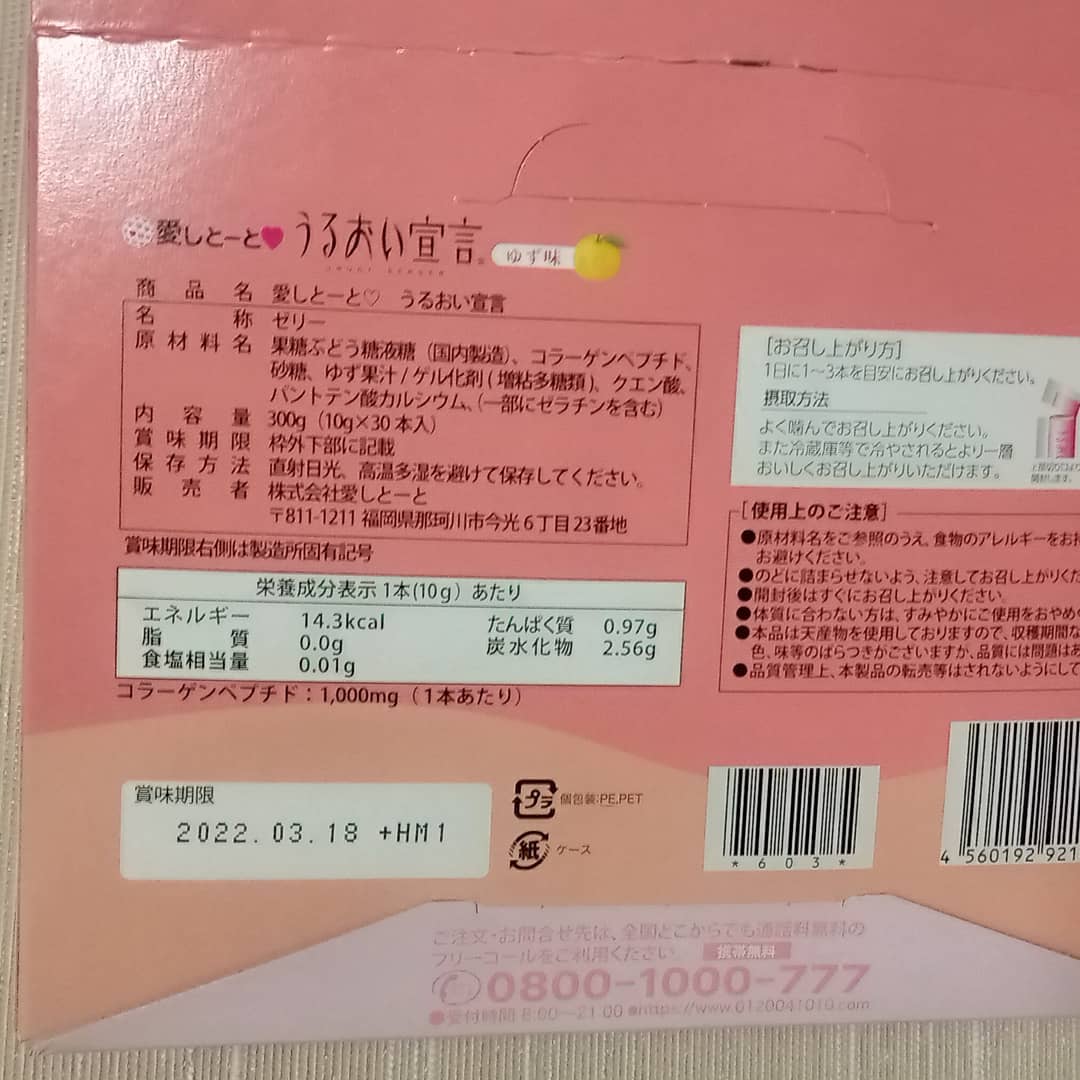 愛しとーと♥ うるおい宣言 ゆず味
商品名 愛しとーと♡ うるおい宣言
名称 ゼリー
原材料名 果糖ぶどう糖液糖（国内製造）、コラーゲンペプチド、
砂糖、ゆず果汁/ゲル化剤(増粘多糖類)、クエン酸、
パントテン酸カルシウム、（一部にゼラチンを含む）
内容量 300g（10g×30本入）
賞味期限 枠外下部に記載
保存方法 直射日光、高温多湿を避けて保存してください。
販売者 株式会社愛しとーと
〒811-1211 福岡県那珂川市今光6丁目23番地
賞味期限右側は製造所固有記号
栄養成分表示 1本(10g）あたり
エネルギー 14.3kcal たんぱく質 0.97g
脂質 0.0g 炭水化物 2.56g
食塩相当量 0.01g
コラーゲンペプチド：1,000mg（1本あたり）
[お召し上がり方]
1日に1〜3本を目安にお召し上がりください。
摂取方法
よく噛んでお召し上がりください。
また冷蔵庫等で冷やされるとより一層
おいしくお召し上がりいただけます。
[使用上のご注意]
●原材料名をご参照のうえ、食物のアレルギーをお持
お避けください。
●のどに詰まらせないよう、注意してお召し上がりくだ
●開封後はすぐにお召し上がりください。
●体質に合わない方は、すみやかにご使用をおやめ
●本品は天産物を使用しておりますので、収穫期間な
色、味等のばらつきがございますが、品質には問題はあ
●品質管理上、本製品の転売等はされないようにして
賞味期限
2022.03.18 +HM1
プラ 個包装:PE,PET
紙 ケース
*603*
4 560192 921
ご注文・お問合せ先は、全国どこからでも通話料無料の
フリーコールをご利用ください。 携帯無料
0800-1000-777
●受付時間 8:00〜21:00 ●https://www.0120041010.com